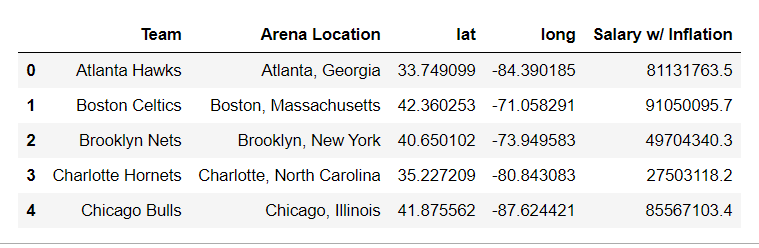 Team Arena Location lat long Salary w/ Inflation
0 Atlanta Hawks Atlanta, Georgia 33.749099 -84.390185 81131763.5
1 Boston Celtics Boston, Massachusetts 42.360253 -71.058291 91050095.7
2 Brooklyn Nets Brooklyn, New York 40.650102 -73.949583 49704340.3
3 Charlotte Hornets Charlotte, North Carolina 35.227209 -80.843083 27503118.2
4 Chicago Bulls Chicago, Illinois 41.875562 -87.624421 85567103.4